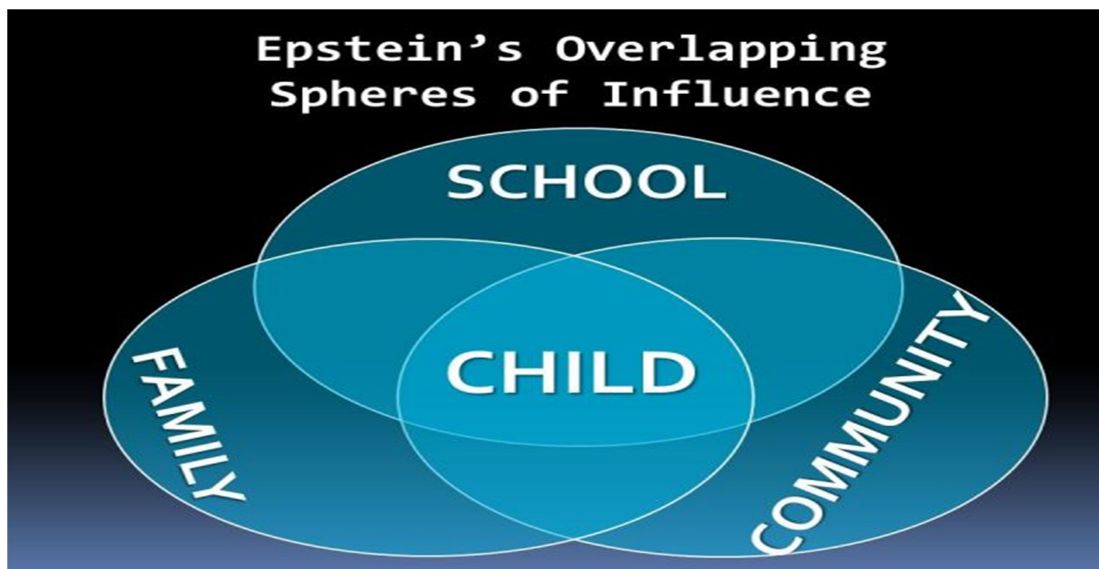 Epstein’s Overlapping
Spheres of Influence
SCHOOL
FAMILY
CHILD
COMMUNITY